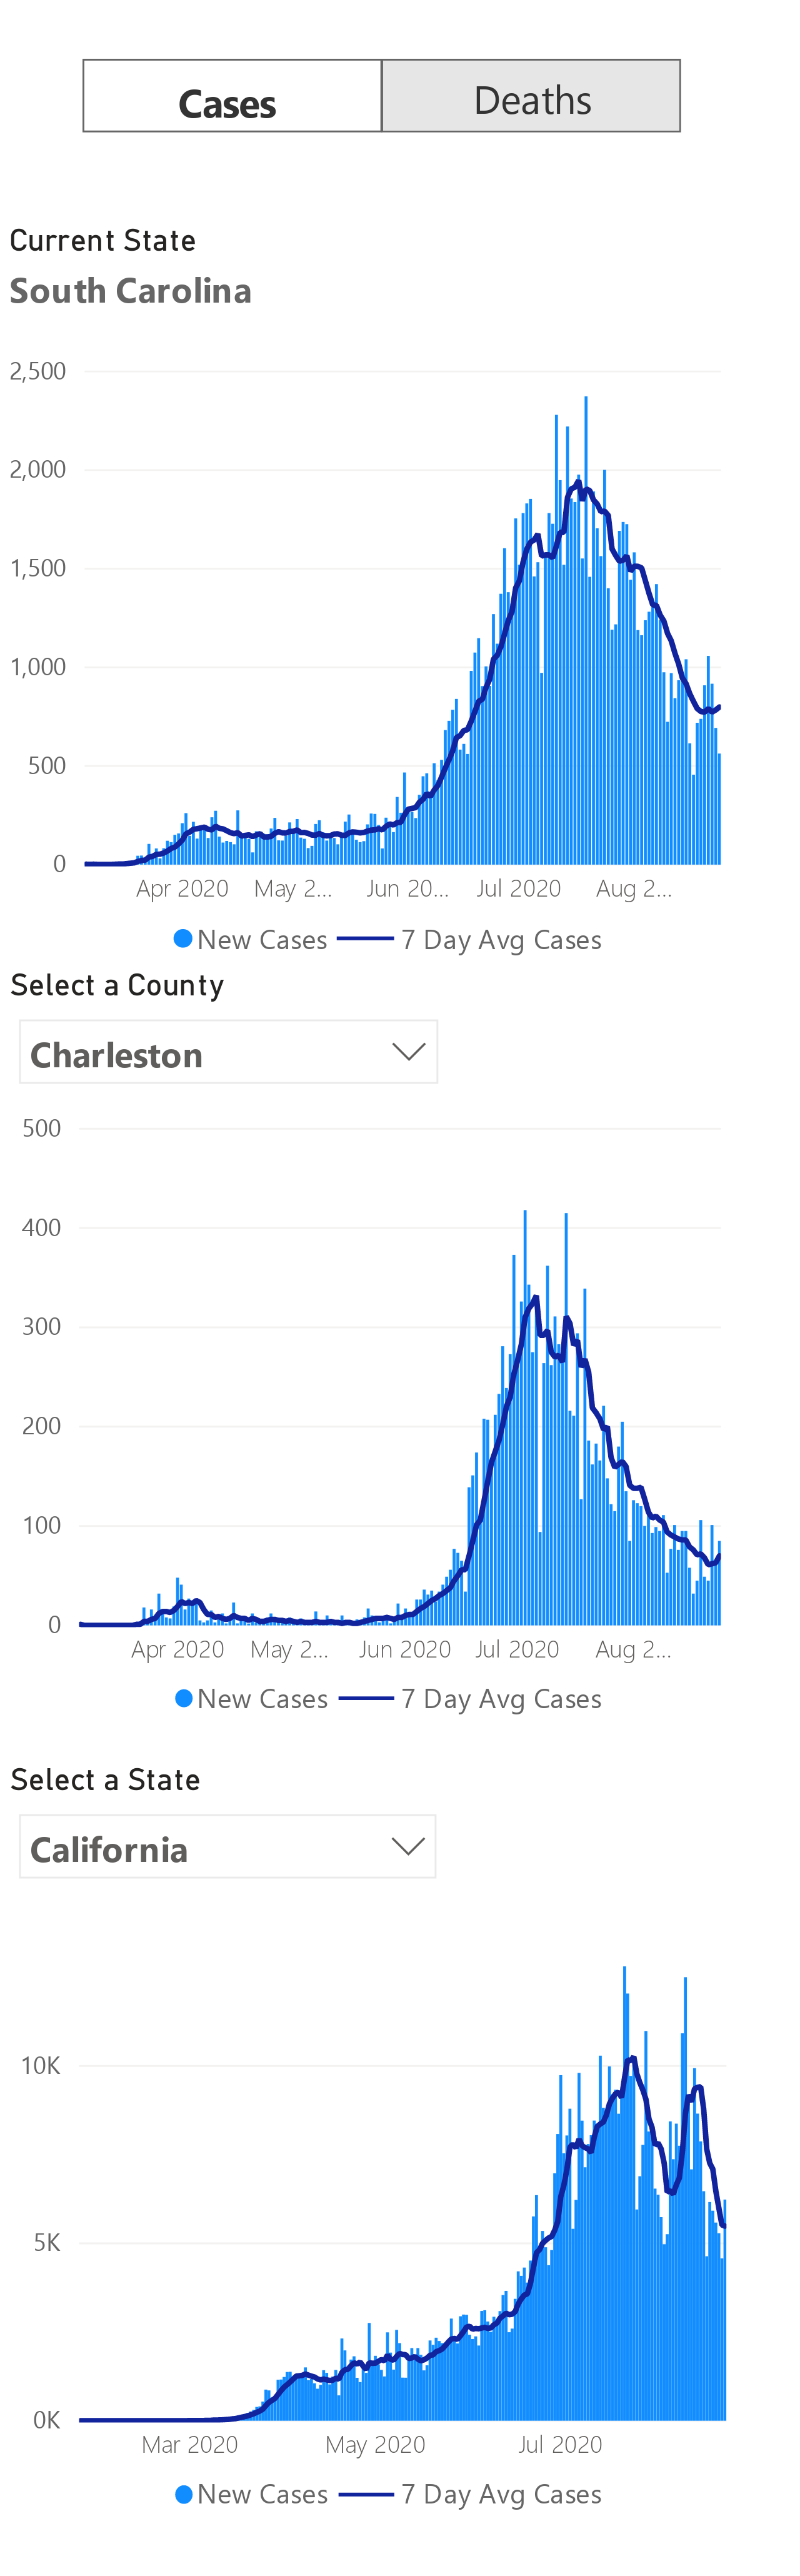 Cases Deaths
Current State
South Carolina
2,500
2,000
1,500
1,000
500
0
Apr 2020 May 2... Jun 20... Jul 2020 Aug 2...
New Cases 7 Day Avg Cases
Select a County
Charleston
500
400
300
200
100
0
Apr 2020 May 2... Jun 2020 Jul 2020 Aug 2...
New Cases 7 Day Avg Cases
Select a State
California
10K
5K
0K
Mar 2020 May 2020 Jul 2020
New Cases 7 Day Avg Cases